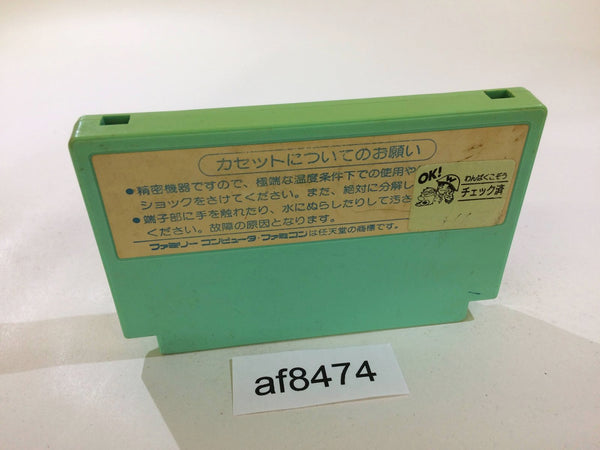 カセットについてのお願い
●精密機器ですので、極端な温度条件下での使用や
ショックをさけてください。また、絶対に分解し
●端子部に手を触れたり、水にぬらしたりして汚さ
ください。故障の原因となります。
ファミリー コンピュータ・ファミコンは任天堂の商標です。
OK!
わんぱくこぞう
チェック済
af8474